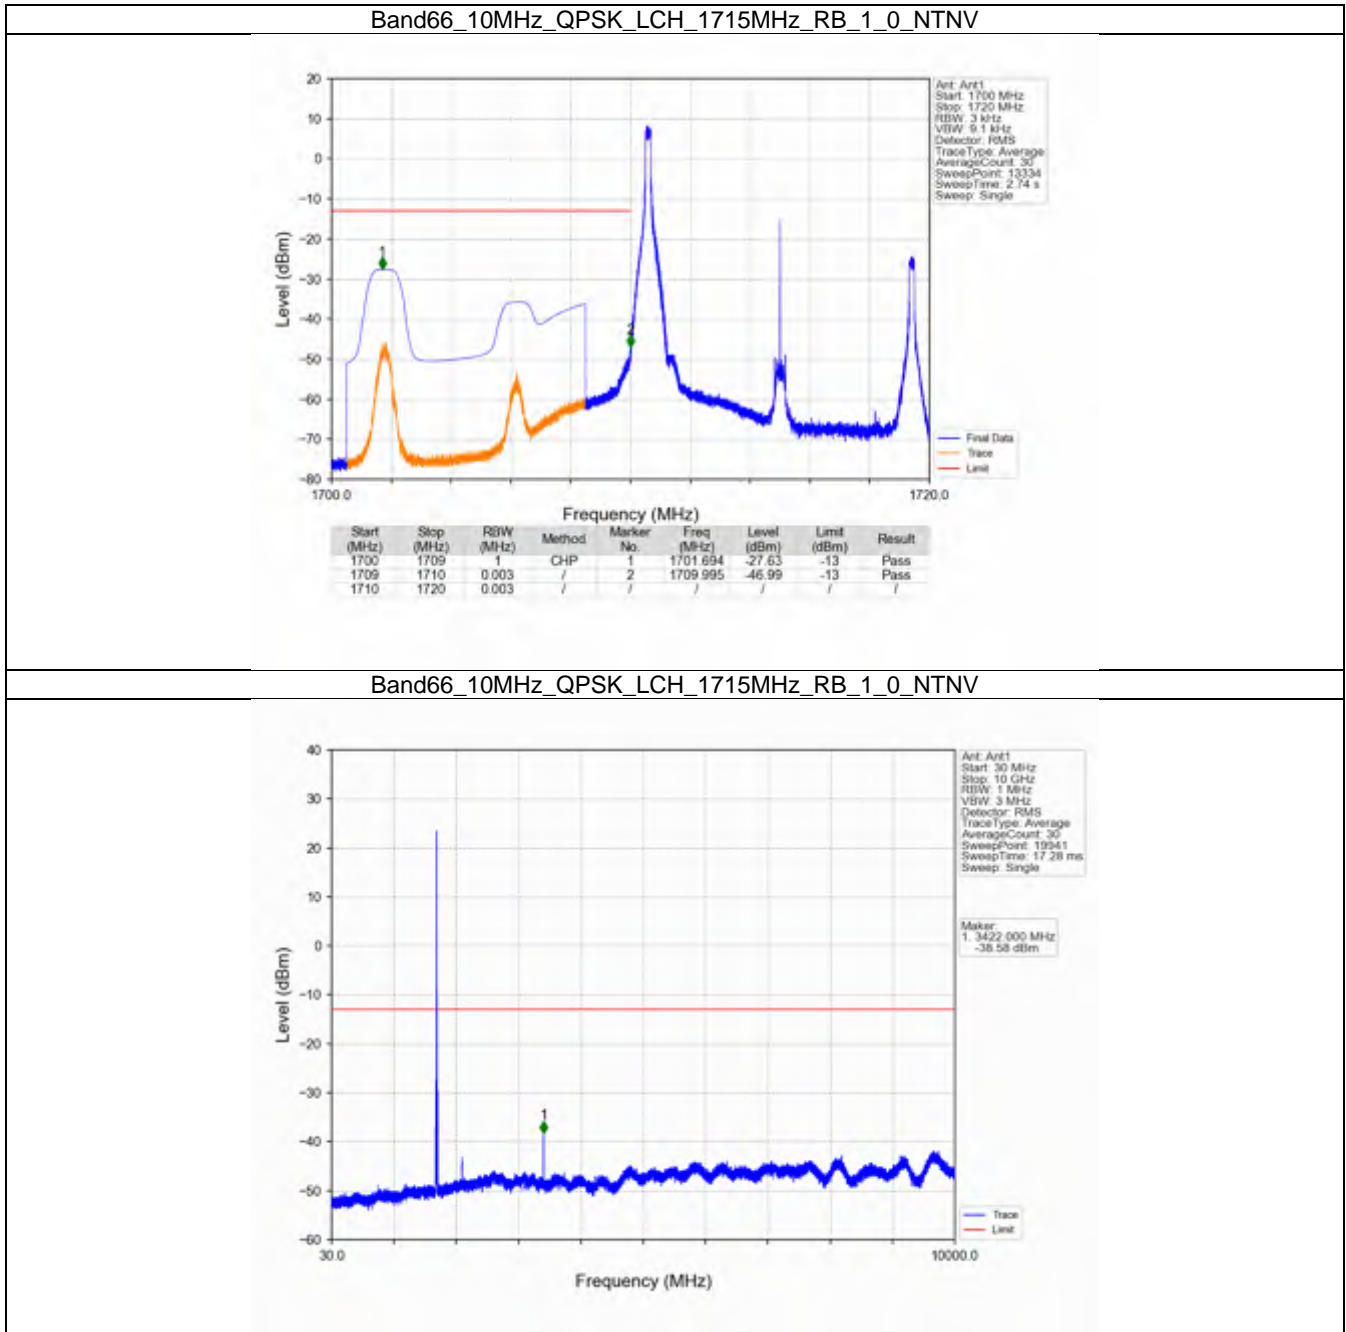 Band66_10MHz_QPSK_LCH_1715MHz_RB_1_0_NTNV
20
10
0
−10
−20
−30
−40
−50
−60
−70
−80
Level (dBm)
1
2
1700.0
1720.0
Frequency (MHz)
Ant: Ant1
Start: 1700 MHz
Stop: 1720 MHz
RBW: 3 kHz
VBW: 9.1 kHz
Detector: RMS
TraceType: Average
AverageCount: 30
SweepPoint: 13334
SweepTime: 2.74 s
Sweep: Single
Final Data
Trace
Limit
Start (MHz) Stop (MHz) RBW (MHz) Method Marker No. Freq (MHz) Level (dBm) Limit (dBm) Result
1700 1709 1 CHP 1 1701.694 -27.63 -13 Pass
1709 1710 0.003 / 2 1709.995 -46.99 -13 Pass
1710 1720 0.003 / / / / / /
Band66_10MHz_QPSK_LCH_1715MHz_RB_1_0_NTNV
40
30
20
10
0
−10
−20
−30
−40
−50
−60
Level (dBm)
1
30.0
10000.0
Frequency (MHz)
Ant: Ant1
Start: 30 MHz
Stop: 10 GHz
RBW: 1 MHz
VBW: 3 MHz
Detector: RMS
TraceType: Average
AverageCount: 30
SweepPoint: 19941
SweepTime: 17.28 ms
Sweep: Single
Maker:
1. 3422.000 MHz
-38.58 dBm
Trace
Limit